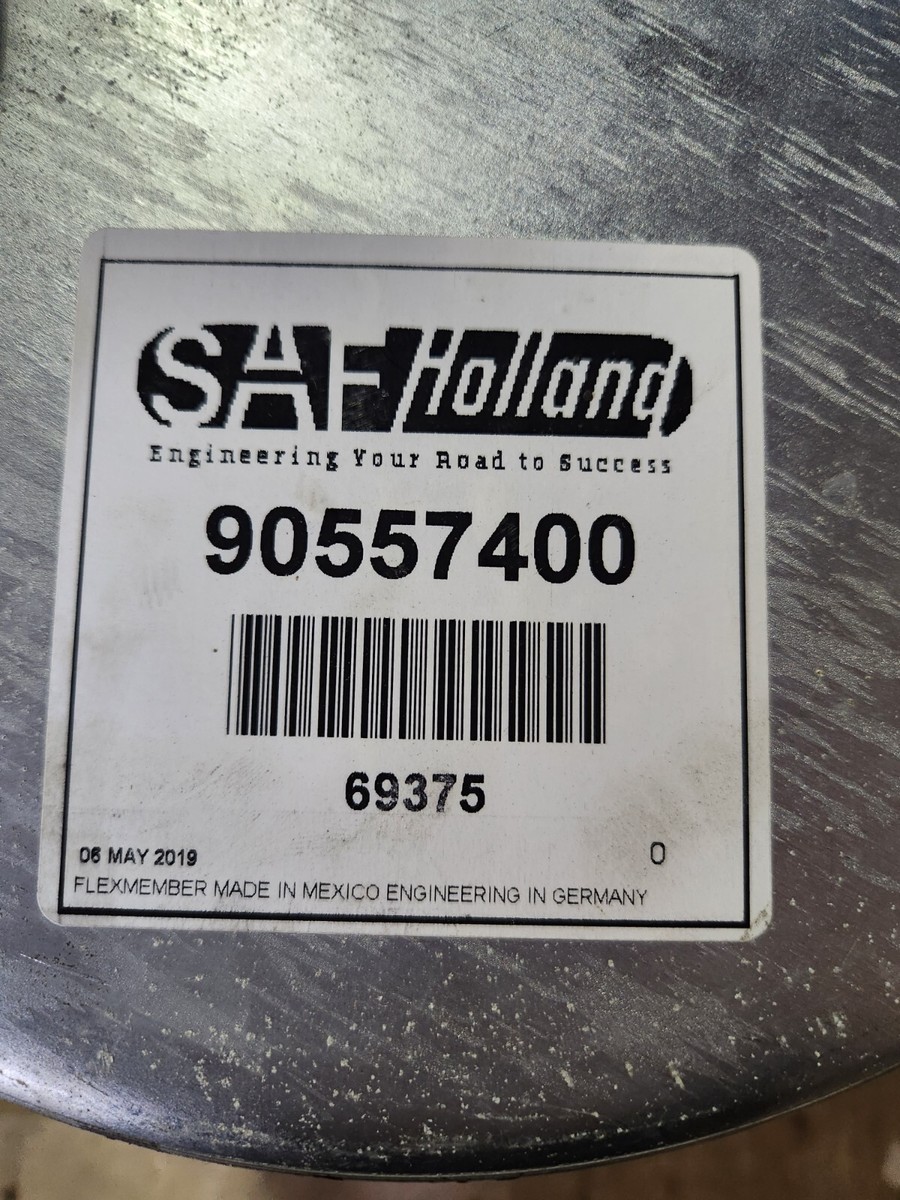 SAF Holland
Engineering Your Road to Success
90557400
69375
06 MAY 2019 0
FLEXMEMBER MADE IN MEXICO ENGINEERING IN GERMANY